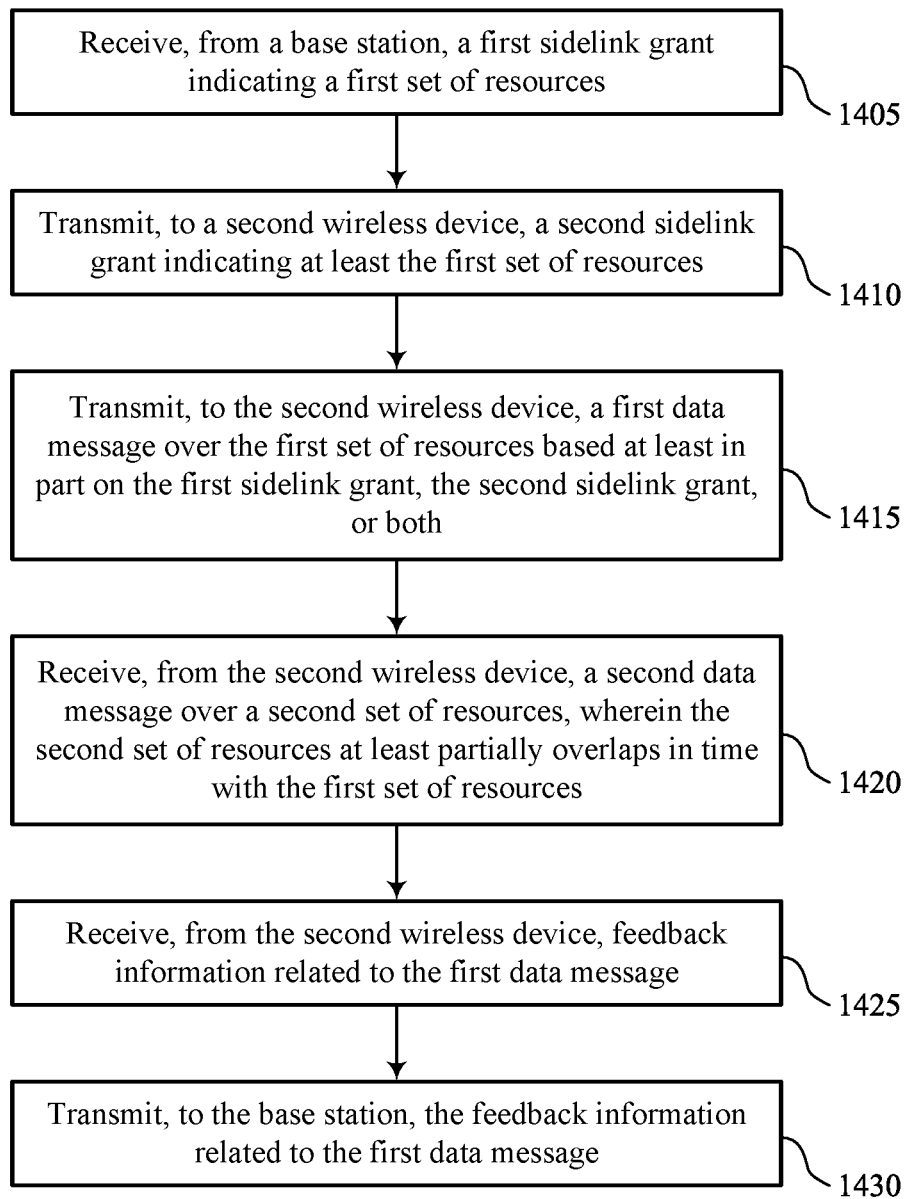 Receive, from a base station, a first sidelink grant
indicating a first set of resources
1405
Transmit, to a second wireless device, a second sidelink
grant indicating at least the first set of resources
1410
Transmit, to the second wireless device, a first data
message over the first set of resources based at least in
part on the first sidelink grant, the second sidelink grant,
or both
1415
Receive, from the second wireless device, a second data
message over a second set of resources, wherein the
second set of resources at least partially overlaps in time
with the first set of resources
1420
Receive, from the second wireless device, feedback
information related to the first data message
1425
Transmit, to the base station, the feedback information
related to the first data message
1430